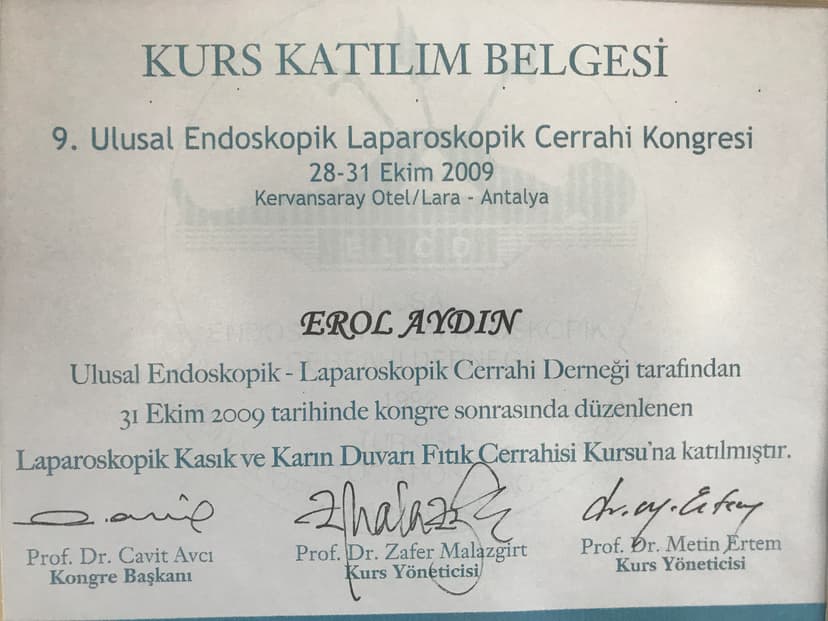 KURS KATILIM BELGESİ
9. Ulusal Endoskopik Laparoskopik Cerrahi Kongresi
28-31 Ekim 2009
Kervansaray Otel/Lara - Antalya
ELCD
EROL AYDIN
Ulusal Endoskopik - Laparoskopik Cerrahi Derneği tarafından
31 Ekim 2009 tarihinde kongre sonrasında düzenlenen
Laparoskopik Kasık ve Karın Duvarı Fıtık Cerrahisi Kursu'na katılmıştır.
Dr. M. Ertem
Prof. Dr. Cavit Avcı
Kongre Başkanı
Prof. Dr. Zafer Malazgirt
Kurs Yöneticisi
Prof. Dr. Metin Ertem
Kurs Yöneticisi